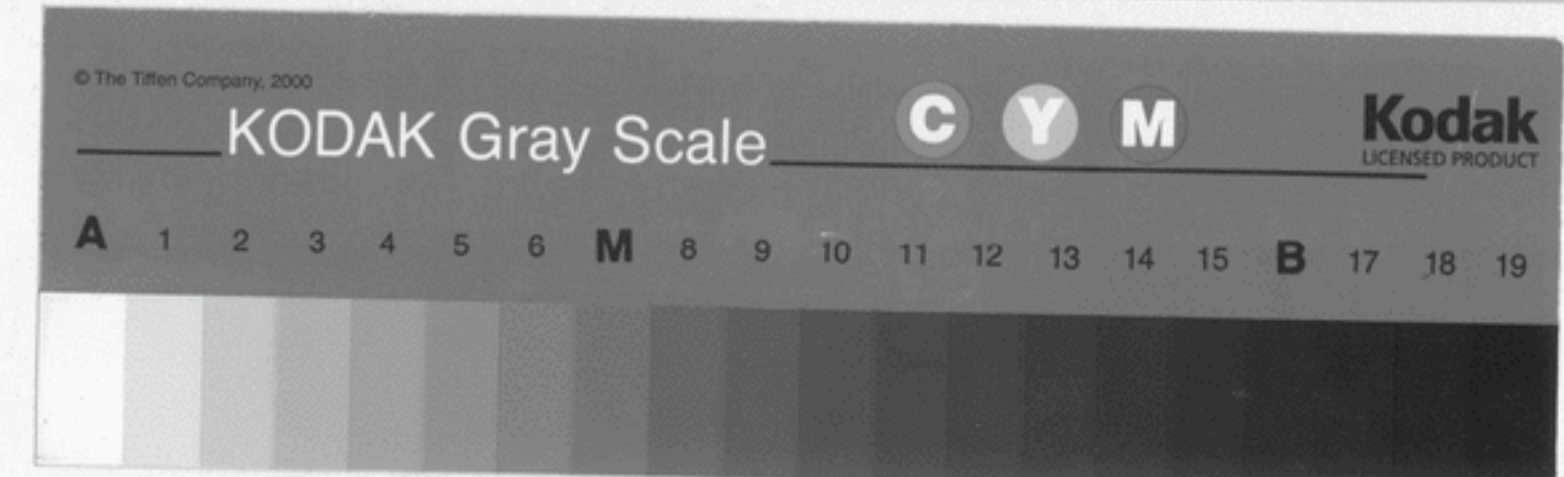 © The Tiffen Company, 2000
KODAK Gray Scale
C Y M
Kodak
LICENSED PRODUCT
A 1 2 3 4 5 6 M 8 9 10 11 12 13 14 15 B 17 18 19